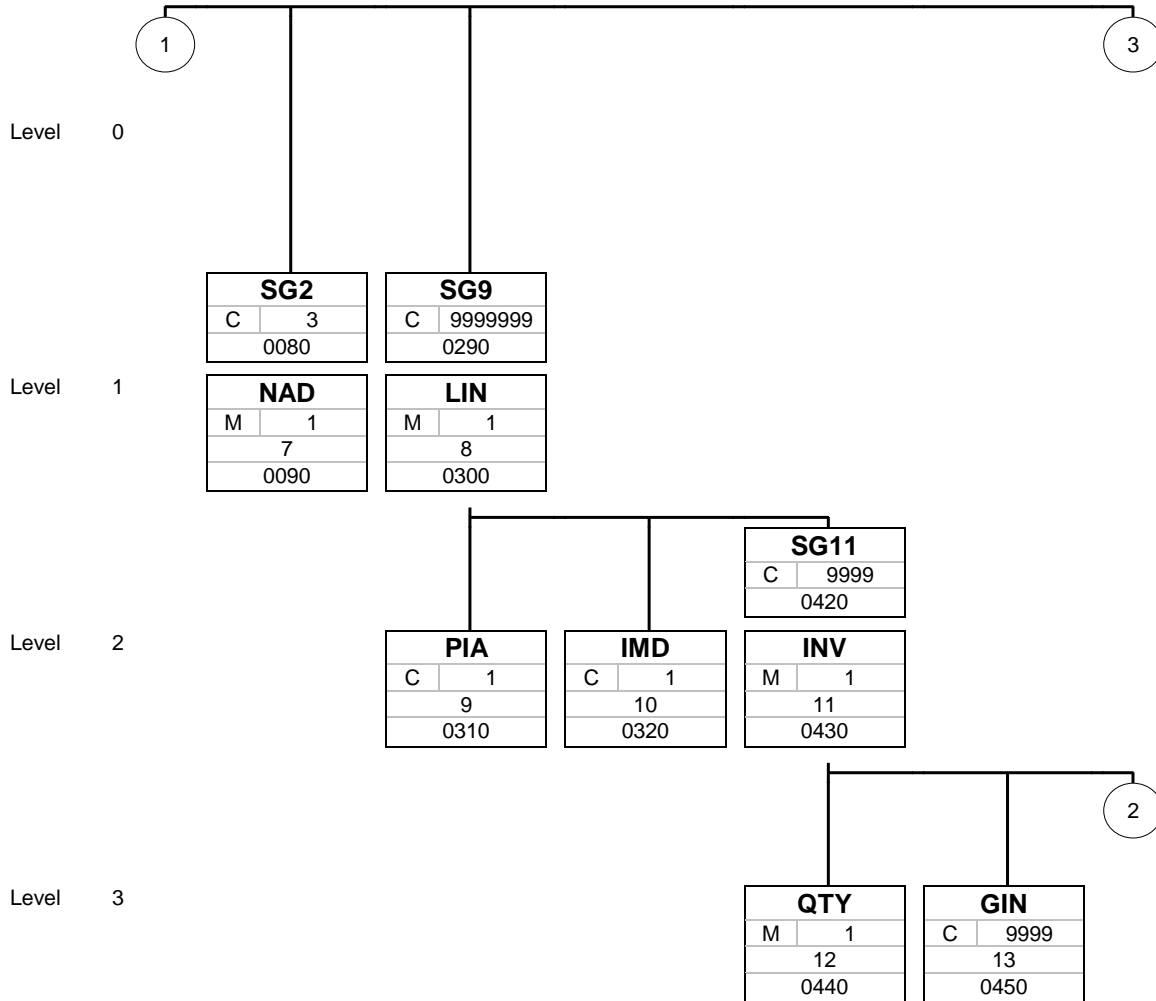 1 3
Level 0
SG2 SG9
C 3 C 9999999
0080 0290
Level 1
NAD LIN
M 1 M 1
7 8
0090 0300
SG11
C 9999
0420
Level 2
PIA IMD INV
C 1 C 1 M 1
9 10 11
0310 0320 0430
2
Level 3
QTY GIN
M 1 C 9999
12 13
0440 0450